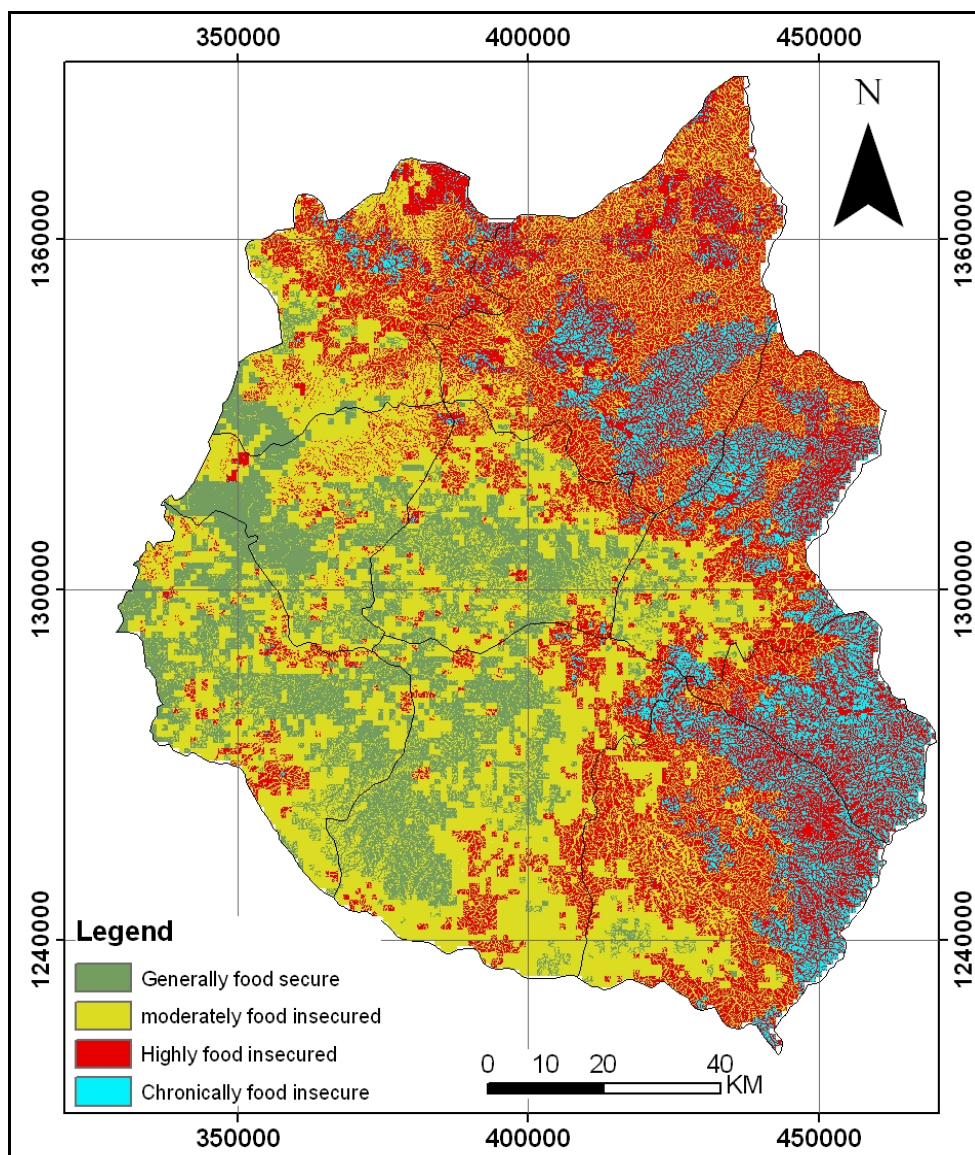 350000 400000 450000
N
1360000 1360000
1300000 1300000
1240000 1240000
Legend
Generally food secure
moderately food insecured
Highly food insecured
Chronically food insecure
0 10 20 40
KM
350000 400000 450000